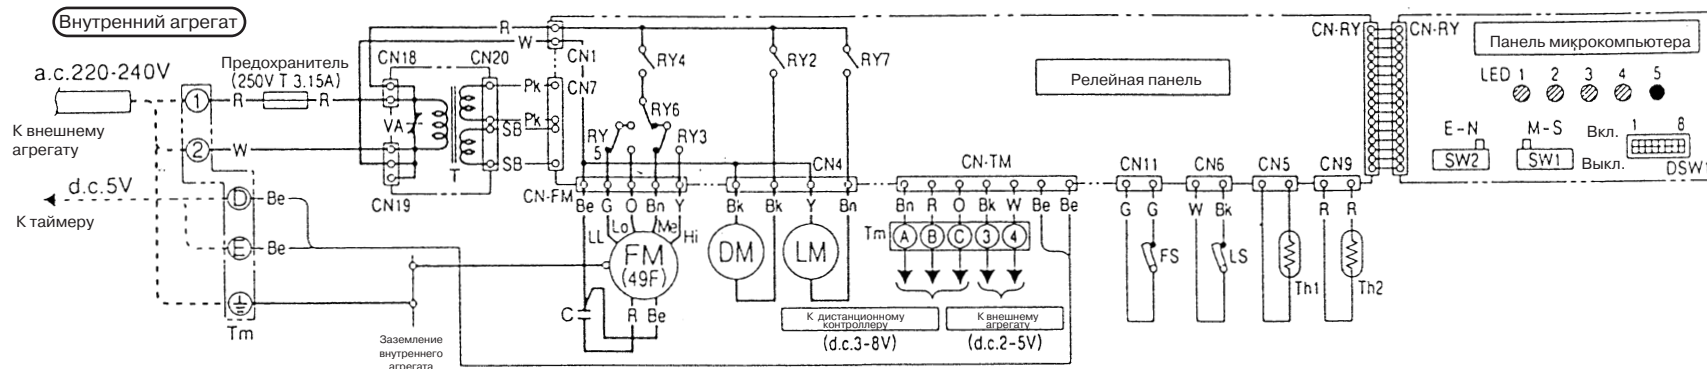 Внутренний агрегат
a.c.220-240V
К внешнему
агрегату
d.c.5V
К таймеру
Предохранитель
(250V T 3.15A)
1
R
R
2
W
D
Be
E
Be
Tm
CN18
CN20
VA
T
CN19
R
W
CN1
CN7
Pk
Pk
SB
SB
RY4
RY2
RY7
RY6
RY
5
RY3
CN4
CN-FM
Be
G
O
Bn
Y
Bk
Bk
Y
Bn
LL
Lo
Me
Hi
FM
(49F)
DM
LM
C
R
Be
Заземление
внутреннего
агрегата
Релейная панель
CN-TM
Bn
R
O
Bk
W
Be
Be
Tm
A
B
C
3
4
К дистанционному
контроллеру
(d.c.3-8V)
К внешнему
агрегату
(d.c.2-5V)
CN11
CN6
CN5
CN9
G
G
W
Bk
R
R
FS
LS
Th1
Th2
CN-RY
CN-RY
Панель микрокомпьютера
LED 1 2 3 4 5
E-N
M-S
Вкл.
1
8
SW2
SW1
Выкл.
DSW1